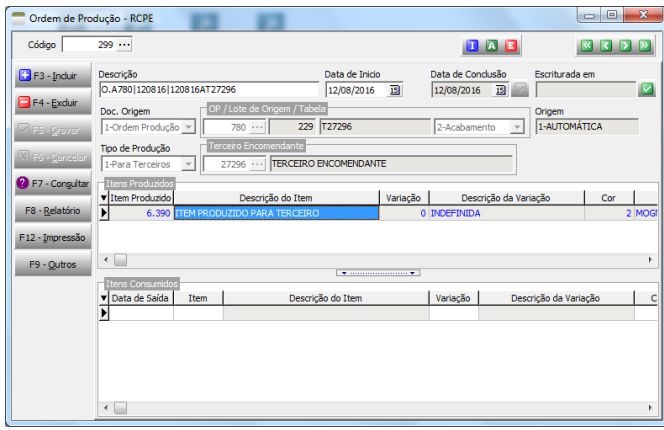 Ordem de Produção - RCPE
Código 299 ... I A E
F3 - Incluir
F4 - Excluir
F5 - Gravar
F6 - Cancelar
F7 - Consultar
F8 - Relatório
F12 - Impressão
F9 - Outros
Descrição Data de Inicio Data de Conclusão Escriturada em
O.A780|120816|120816AT27296 12/08/2016 15 12/08/2016 15
Doc. Origem OP / Lote de Origem / Tabela Origem
1-Ordem Produção 780 ... 229 T27296 2-Acabamento 1-AUTOMÁTICA
Tipo de Produção Terceiro Encomendante
1-Para Terceiros 27296 ... TERCEIRO ENCOMENDANTE
Itens Produzidos
Item Produzido Descrição do Item Variação Descrição da Variação Cor
6.390 ITEM PRODUZIDO PARA TERCEIRO 0 INDEFINIDA 2
Itens Consumidos
Data de Saída Item Descrição do Item Variação Descrição da Variação C